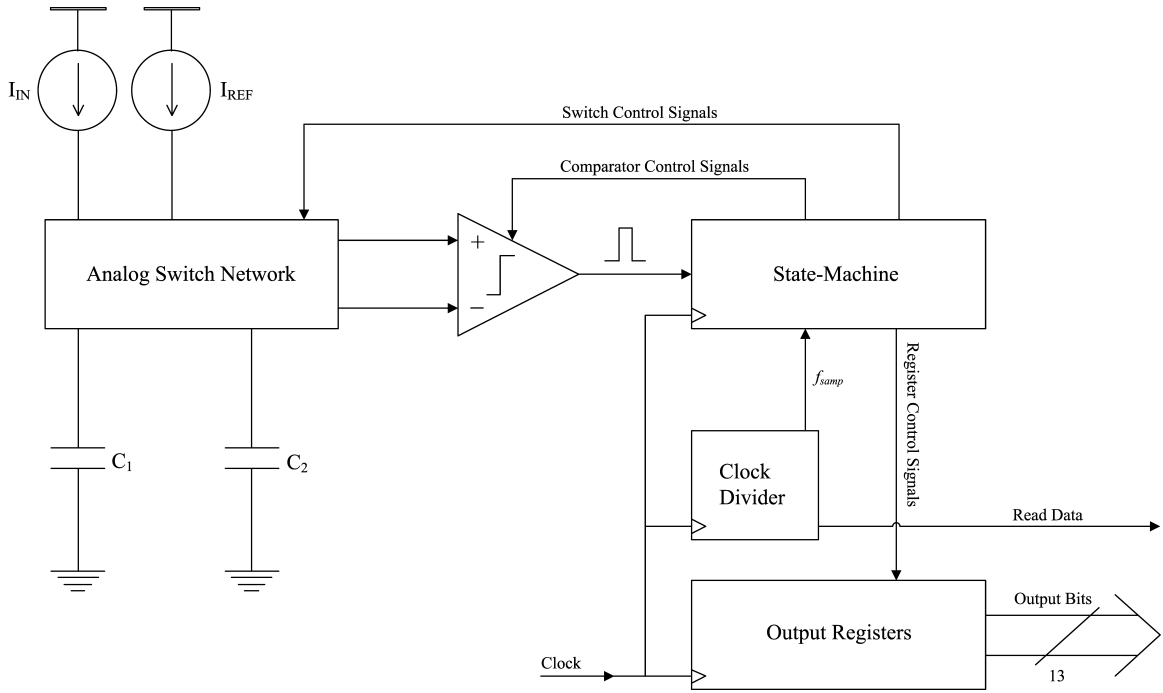 I_IN
I_REF
Switch Control Signals
Comparator Control Signals
Analog Switch Network
+
−
State-Machine
f_samp
Register Control Signals
C_1
C_2
Clock
Divider
Read Data
Output Registers
Output Bits
13
Clock